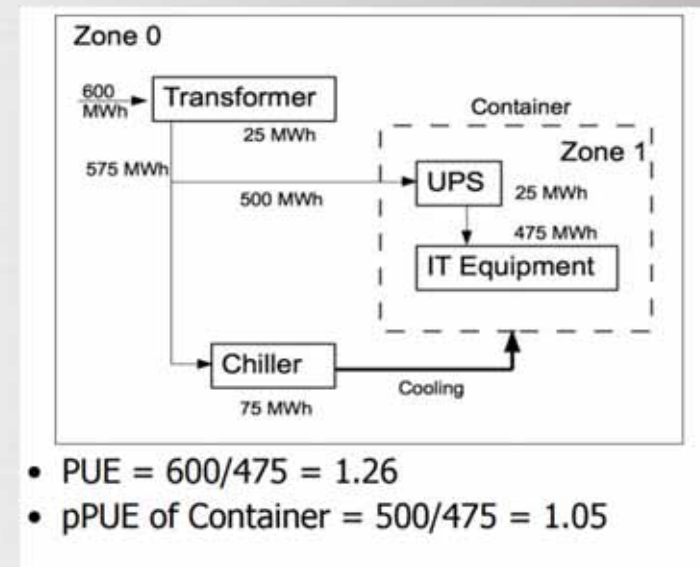 Zone 0
600
MWh
Transformer
25 MWh
Container
Zone 1
575 MWh
500 MWh
UPS
25 MWh
475 MWh
IT Equipment
Chiller
75 MWh
Cooling
• PUE = 600/475 = 1.26
• pPUE of Container = 500/475 = 1.05